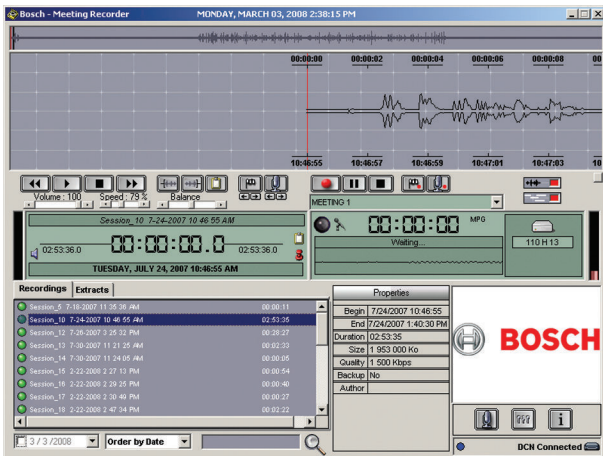 Bosch - Meeting Recorder MONDAY, MARCH 03, 2008 2:38:15 PM
00:00:00 00:00:02 00:00:04 00:00:06 00:00:08 00
10:46:55 10:46:57 10:46:59 10:47:01 10:47:03 10
Volume : 100 Speed : 79 % Balance
MEETING 1
Session_10 7-24-2007 10 46 55 AM
02:53:36.0 00:00:00.0 02:53:36.0
TUESDAY, JULY 24, 2007 10:46:55 AM
00:00:00 MPG
Waiting...
110 H 13
Recordings Extracts
Session_5 7-16-2007 11 35 36 AM 00:00:11
Session_10 7-24-2007 10 46 55 AM 02:53:35
Session_12 7-26-2007 3 25 32 PM 00:28:27
Session_13 7-30-2007 11 21 25 AM 00:02:33
Session_14 7-30-2007 11 24 05 AM 00:00:05
Session_15 2-22-2008 2 27 13 PM 00:00:54
Session_16 2-22-2008 2 29 25 PM 00:00:40
Session_17 2-22-2008 2 30 49 PM 00:00:27
Session_18 2-22-2008 2 47 34 PM 00:02:22
3 / 3 /2008 Order by Date
Properties
Begin 7/24/2007 10:46:55
End 7/24/2007 1:40:30 PM
Duration 02:53:35
Size 1 953 000 Ko
Quality 1 500 Kbps
Backup No
Author
BOSCH
???
i
DCN Connected